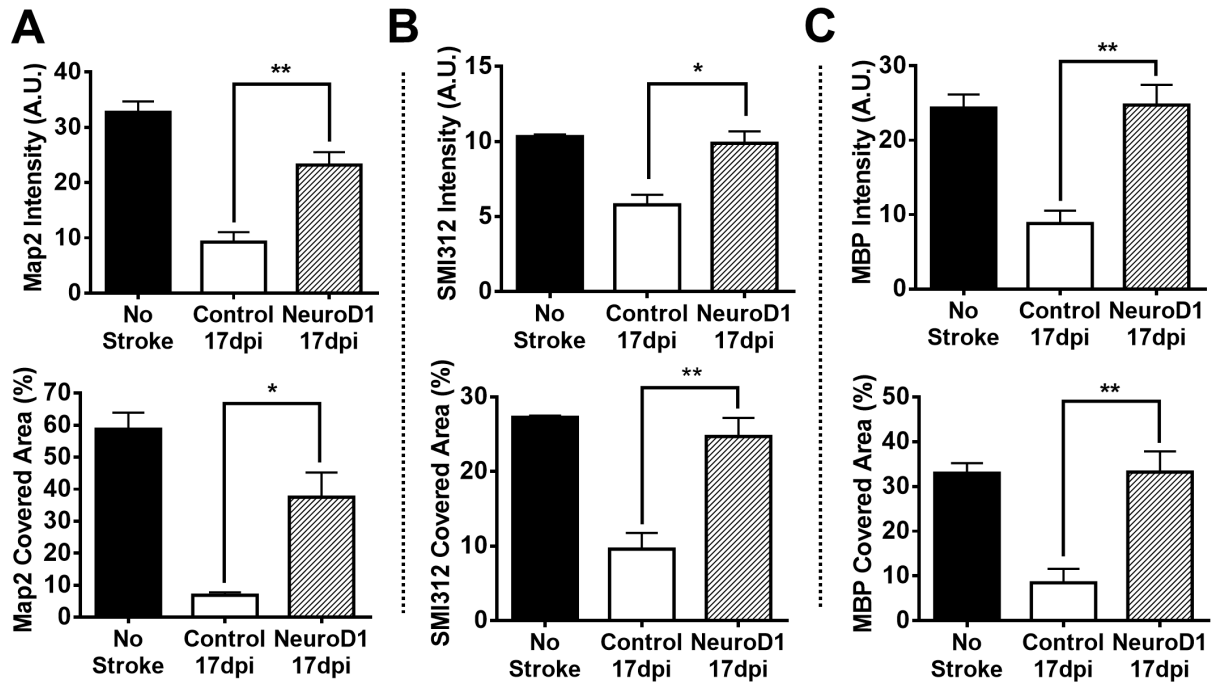 A
Map2 Intensity (A.U.)
40
30
20
10
0
**
No Stroke
Control 17dpi
NeuroD1 17dpi
Map2 Covered Area (%)
70
60
50
40
30
20
10
0
*
No Stroke
Control 17dpi
NeuroD1 17dpi
B
SMI312 Intensity (A.U.)
15
10
5
0
*
No Stroke
Control 17dpi
NeuroD1 17dpi
SMI312 Covered Area (%)
30
20
10
0
**
No Stroke
Control 17dpi
NeuroD1 17dpi
C
MBP Intensity (A.U.)
30
20
10
0
**
No Stroke
Control 17dpi
NeuroD1 17dpi
MBP Covered Area (%)
50
40
30
20
10
0
**
No Stroke
Control 17dpi
NeuroD1 17dpi